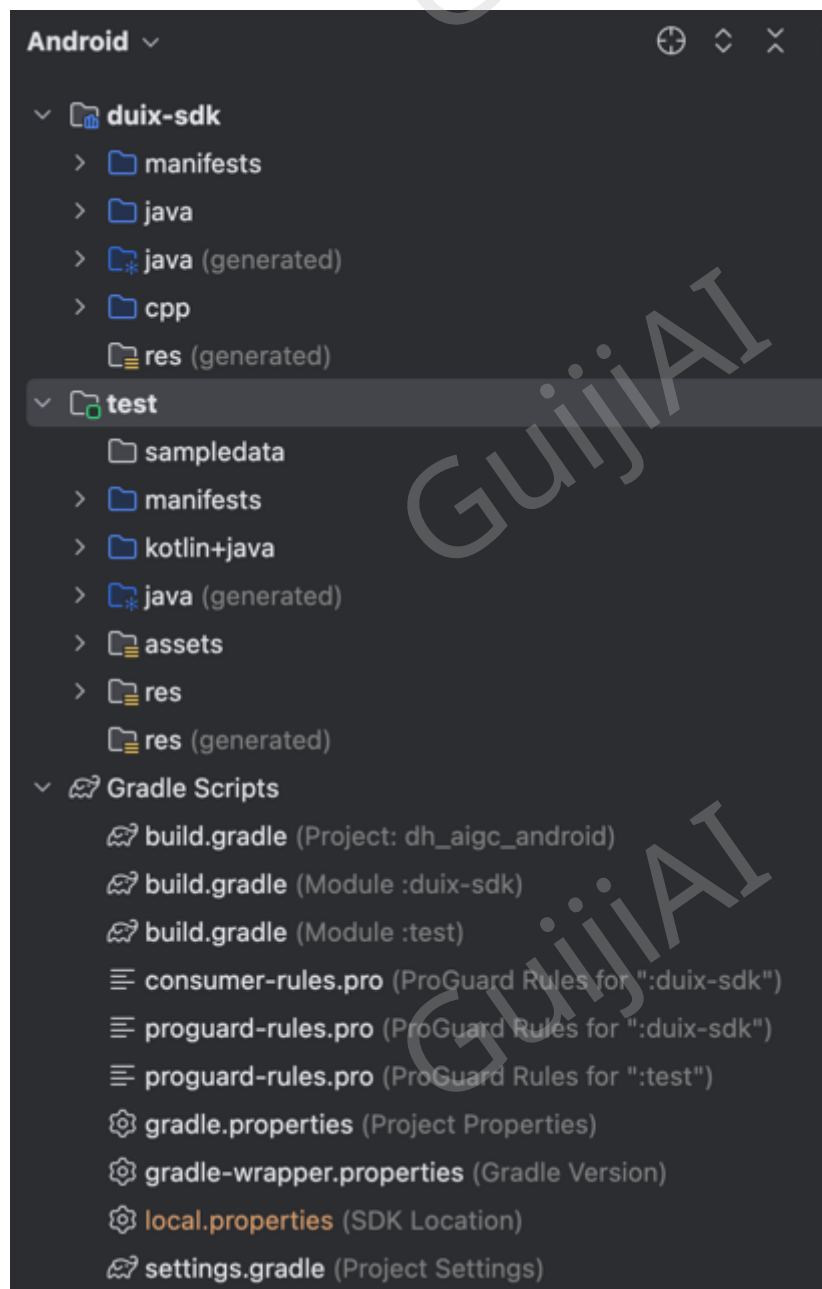 Android
duix-sdk
manifests
java
java (generated)
cpp
res (generated)
test
sampledata
manifests
kotlin+java
java (generated)
assets
res
res (generated)
Gradle Scripts
build.gradle (Project: dh_aigc_android)
build.gradle (Module :duix-sdk)
build.gradle (Module :test)
consumer-rules.pro (ProGuard Rules for ":duix-sdk")
proguard-rules.pro (ProGuard Rules for ":duix-sdk")
proguard-rules.pro (ProGuard Rules for ":test")
gradle.properties (Project Properties)
gradle-wrapper.properties (Gradle Version)
local.properties (SDK Location)
settings.gradle (Project Settings)
GuijiAI
GuijiAI